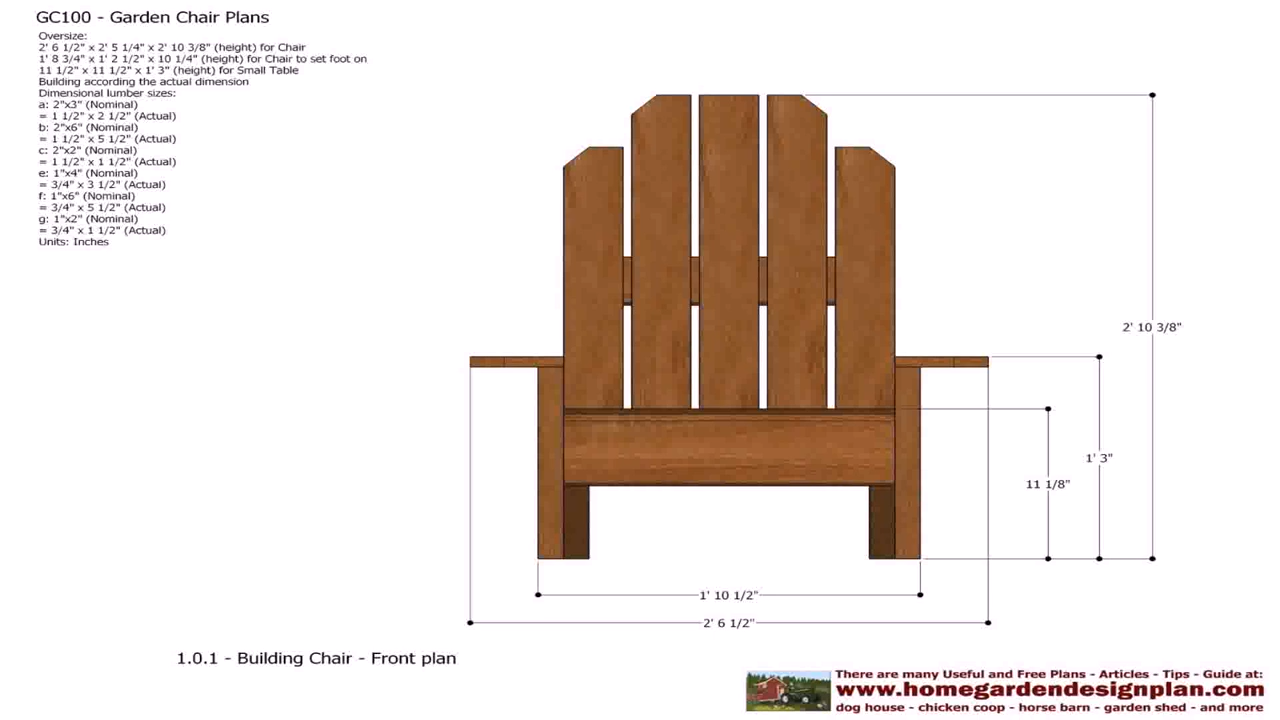 GC100 - Garden Chair Plans
Oversize:
2' 6 1/2" x 2' 5 1/4" x 2' 10 3/8" (height) for Chair
1' 8 3/4" x 1' 2 1/2" x 10 1/4" (height) for Chair to set foot on
11 1/2" x 11 1/2" x 1' 3" (height) for Small Table
Building according the actual dimension
Dimensional lumber sizes:
a: 2"x3" (Nominal)
= 1 1/2" x 2 1/2" (Actual)
b: 2"x6" (Nominal)
= 1 1/2" x 5 1/2" (Actual)
c: 2"x2" (Nominal)
= 1 1/2" x 1 1/2" (Actual)
e: 1"x4" (Nominal)
= 3/4" x 3 1/2" (Actual)
f: 1"x6" (Nominal)
= 3/4" x 5 1/2" (Actual)
g: 1"x2" (Nominal)
= 3/4" x 1 1/2" (Actual)
Units: Inches
2' 10 3/8"
1' 3"
11 1/8"
1' 10 1/2"
2' 6 1/2"
1.0.1 - Building Chair - Front plan
There are many Useful and Free Plans - Articles - Tips - Guide at:
www.homegardendesignplan.com
dog house - chicken coop - horse barn - garden shed - and more